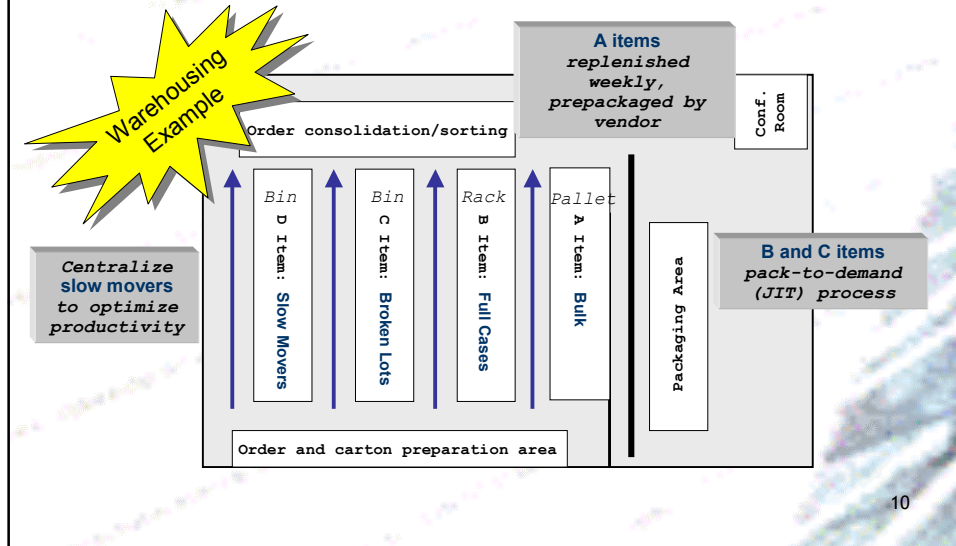 Warehousing
Example
A items
replenished
weekly,
prepackaged by
vendor
Conf.
Room
Order consolidation/sorting
Bin
D Item: Slow Movers
Bin
C Item: Broken Lots
Rack
B Item: Full Cases
Pallet
A Item: Bulk
Packaging Area
Centralize
slow movers
to optimize
productivity
B and C items
pack-to-demand
(JIT) process
Order and carton preparation area
10